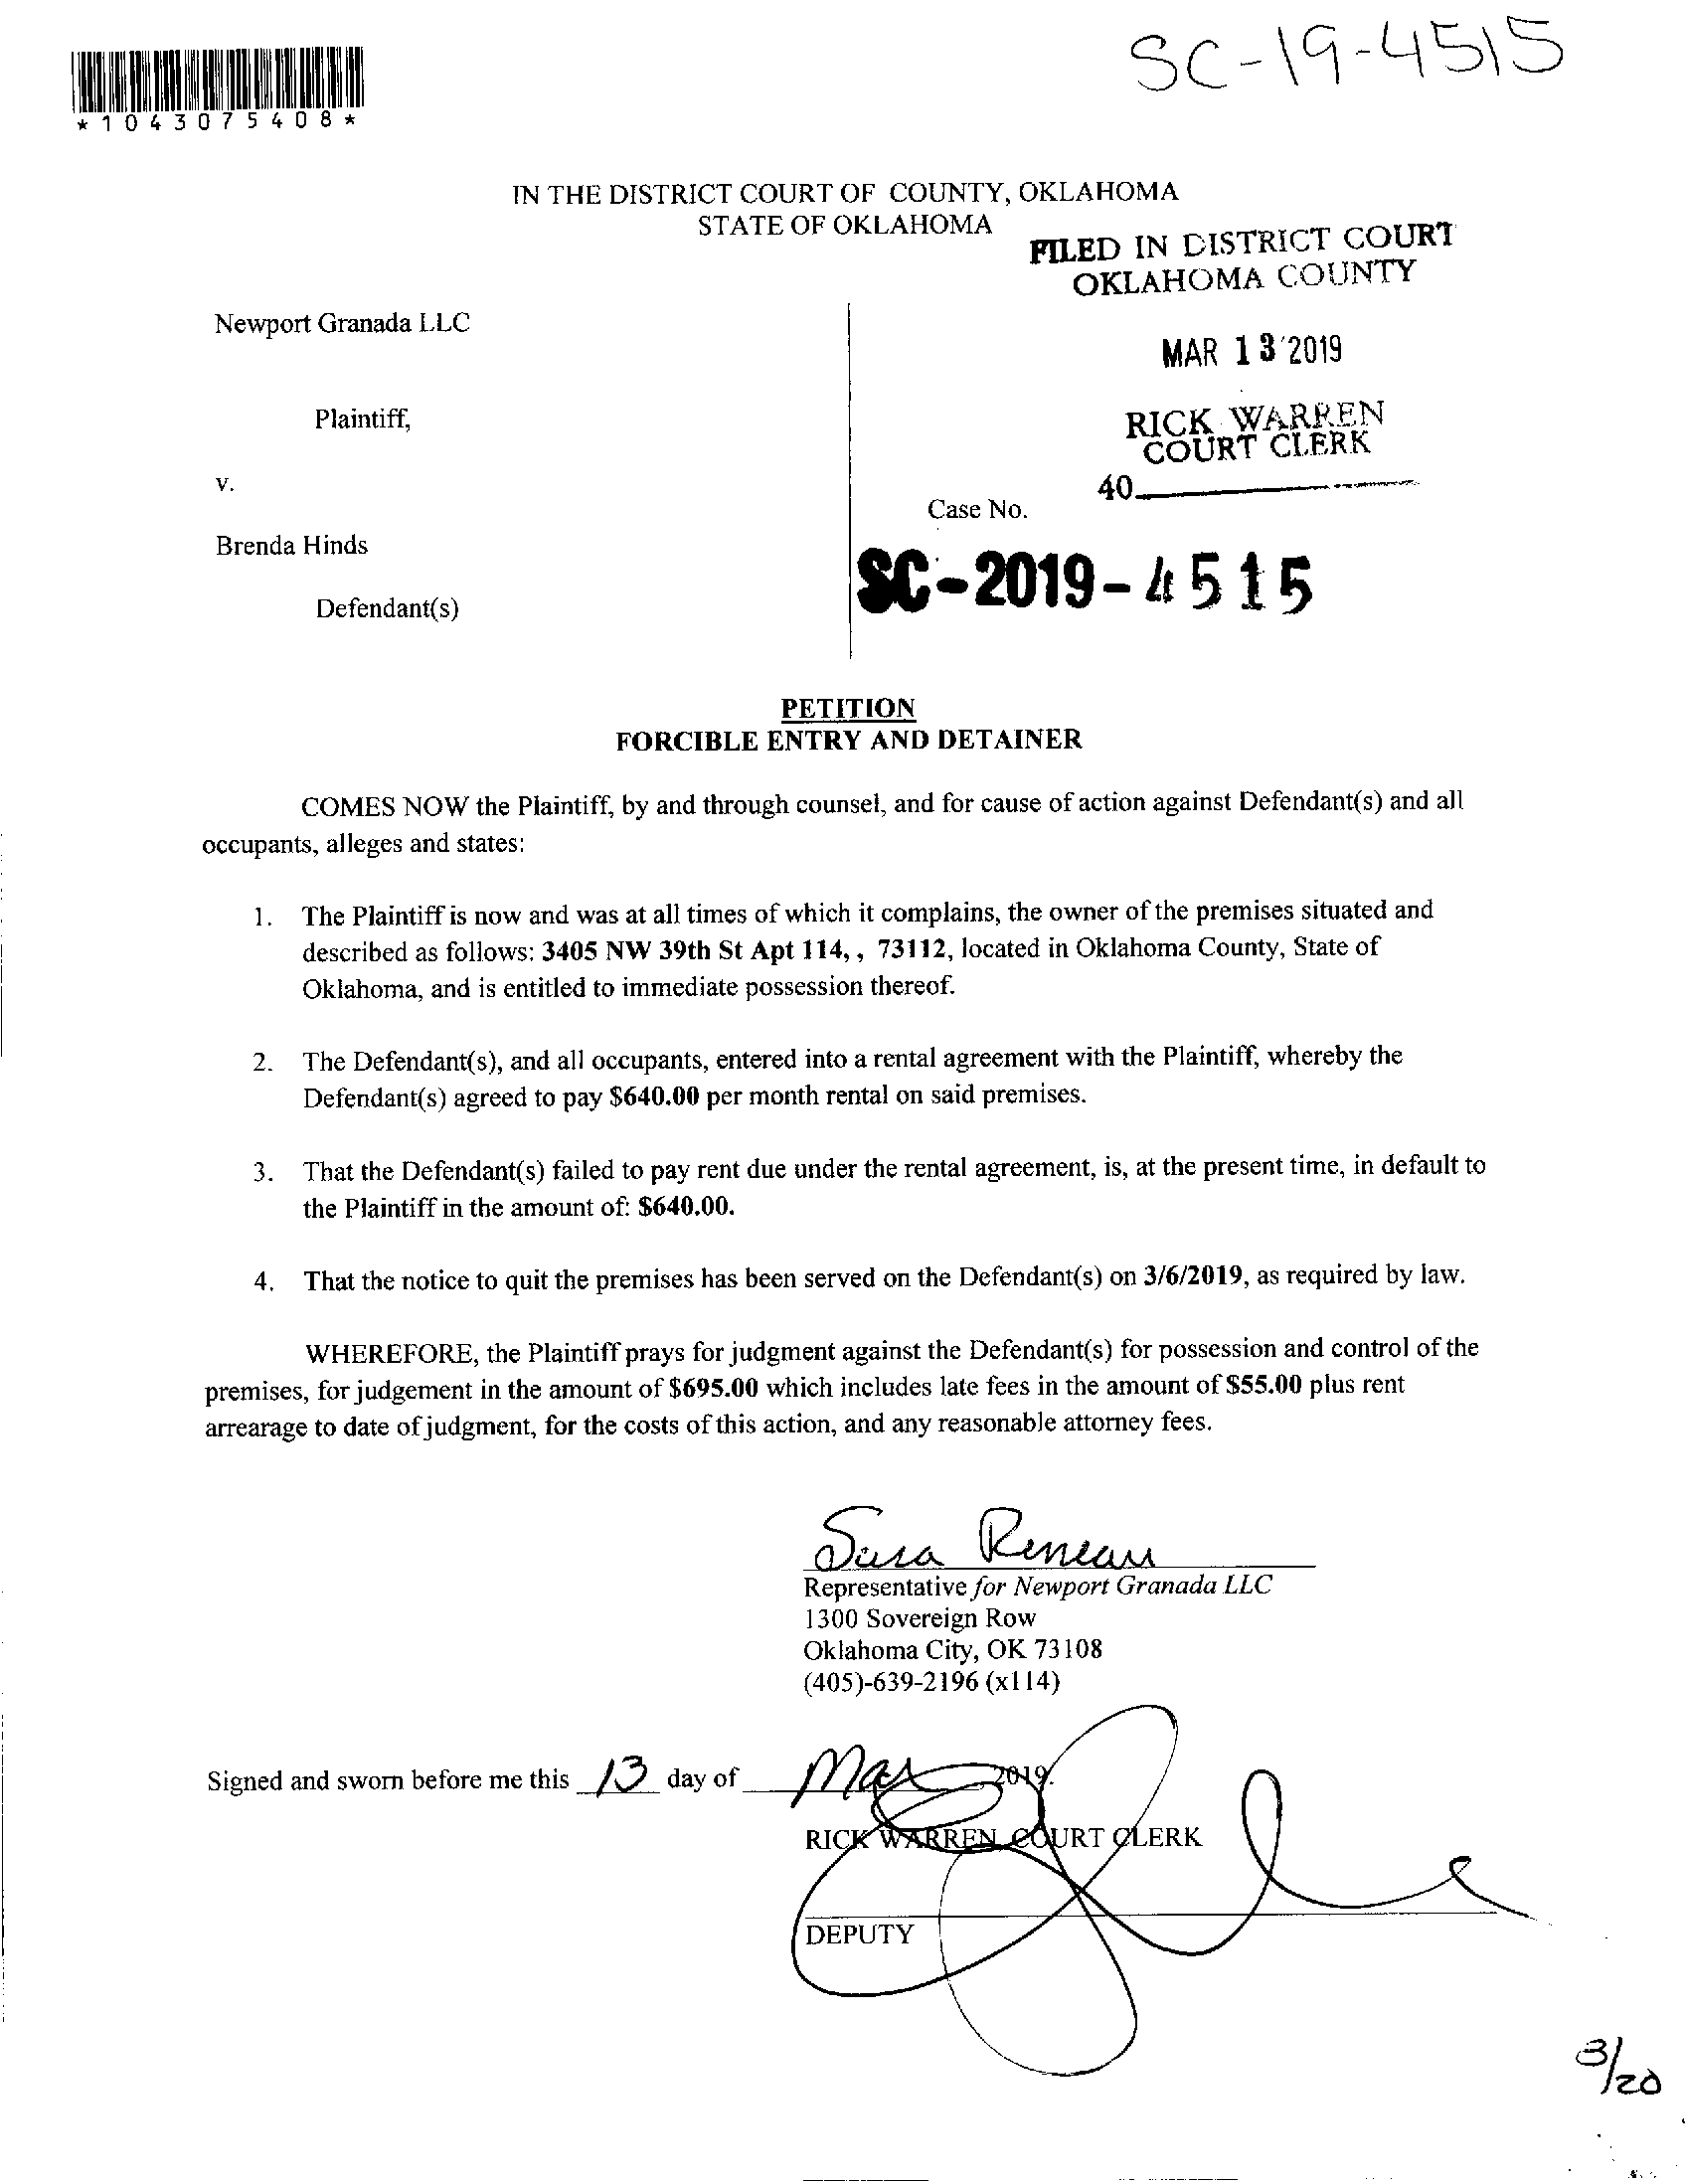 SC-19-4515
*1043075408*
IN THE DISTRICT COURT OF COUNTY, OKLAHOMA
STATE OF OKLAHOMA
FILED IN DISTRICT COURT
OKLAHOMA COUNTY
Newport Granada LLC
MAR 13 2019
Plaintiff,
RICK WARREN
COURT CLERK
v.
40
Case No.
Brenda Hinds
SC-2019-4515
Defendant(s)
PETITION
FORCIBLE ENTRY AND DETAINER
COMES NOW the Plaintiff, by and through counsel, and for cause of action against Defendant(s) and all
occupants, alleges and states:
1. The Plaintiff is now and was at all times of which it complains, the owner of the premises situated and
described as follows: 3405 NW 39th St Apt 114, , 73112, located in Oklahoma County, State of
Oklahoma, and is entitled to immediate possession thereof.
2. The Defendant(s), and all occupants, entered into a rental agreement with the Plaintiff, whereby the
Defendant(s) agreed to pay $640.00 per month rental on said premises.
3. That the Defendant(s) failed to pay rent due under the rental agreement, is, at the present time, in default to
the Plaintiff in the amount of: $640.00.
4. That the notice to quit the premises has been served on the Defendant(s) on 3/6/2019, as required by law.
WHEREFORE, the Plaintiff prays for judgment against the Defendant(s) for possession and control of the
premises, for judgement in the amount of $695.00 which includes late fees in the amount of $55.00 plus rent
arrearage to date of judgment, for the costs of this action, and any reasonable attorney fees.
Sara Reneau
Representative for Newport Granada LLC
1300 Sovereign Row
Oklahoma City, OK 73108
(405)-639-2196 (x114)
Signed and sworn before me this 13 day of Mar, 2019.
RICK WARREN, COURT CLERK
DEPUTY
3/20